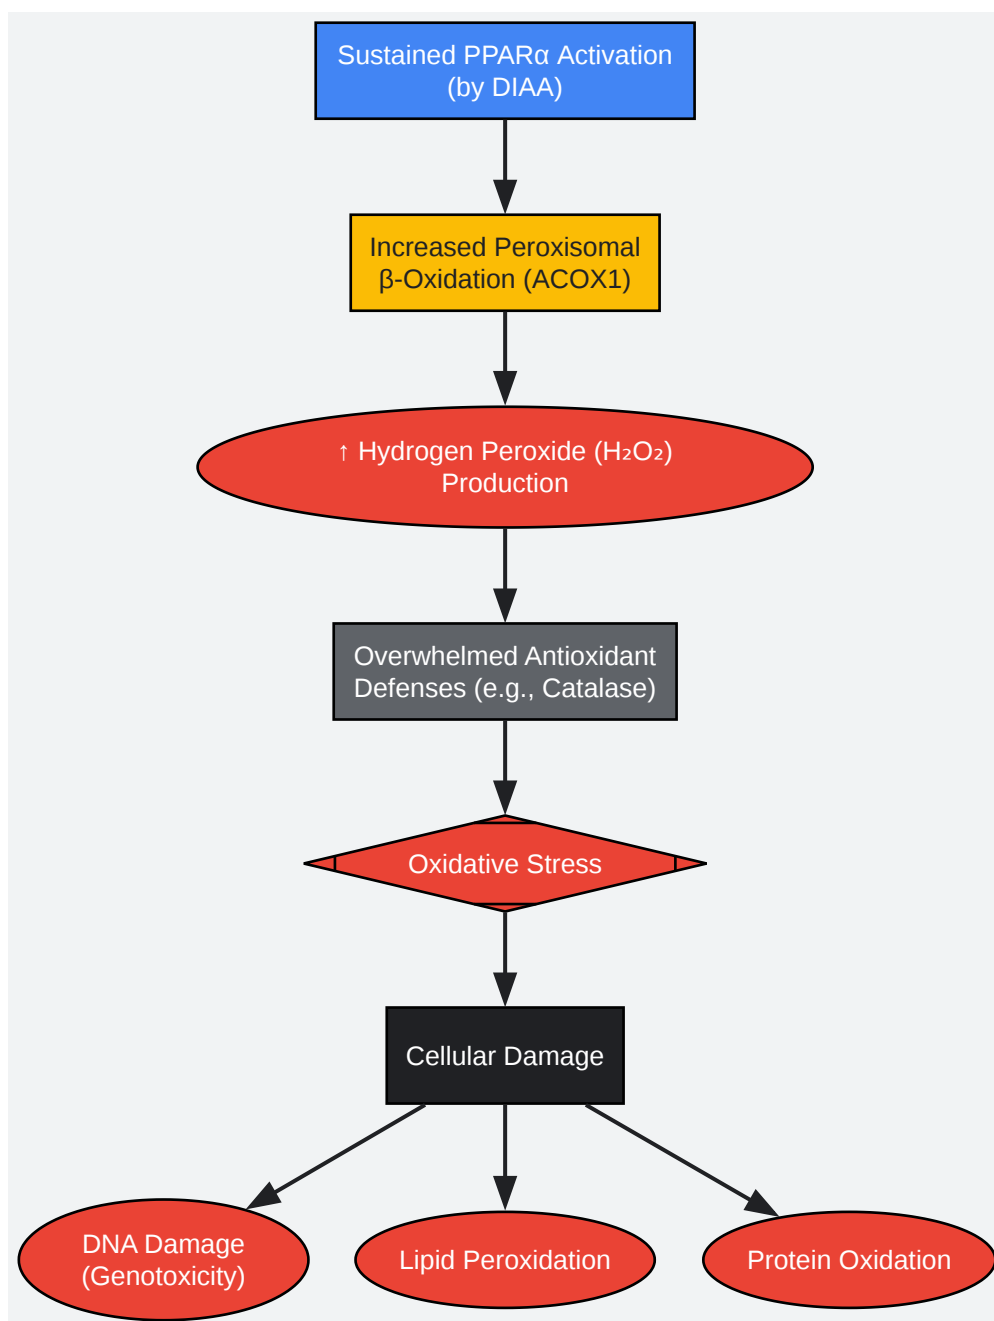 Sustained PPARα Activation
(by DIAA)
Increased Peroxisomal
β-Oxidation (ACOX1)
↑ Hydrogen Peroxide (H₂O₂)
Production
Overwhelmed Antioxidant
Defenses (e.g., Catalase)
Oxidative Stress
Cellular Damage
DNA Damage
(Genotoxicity)
Lipid Peroxidation
Protein Oxidation